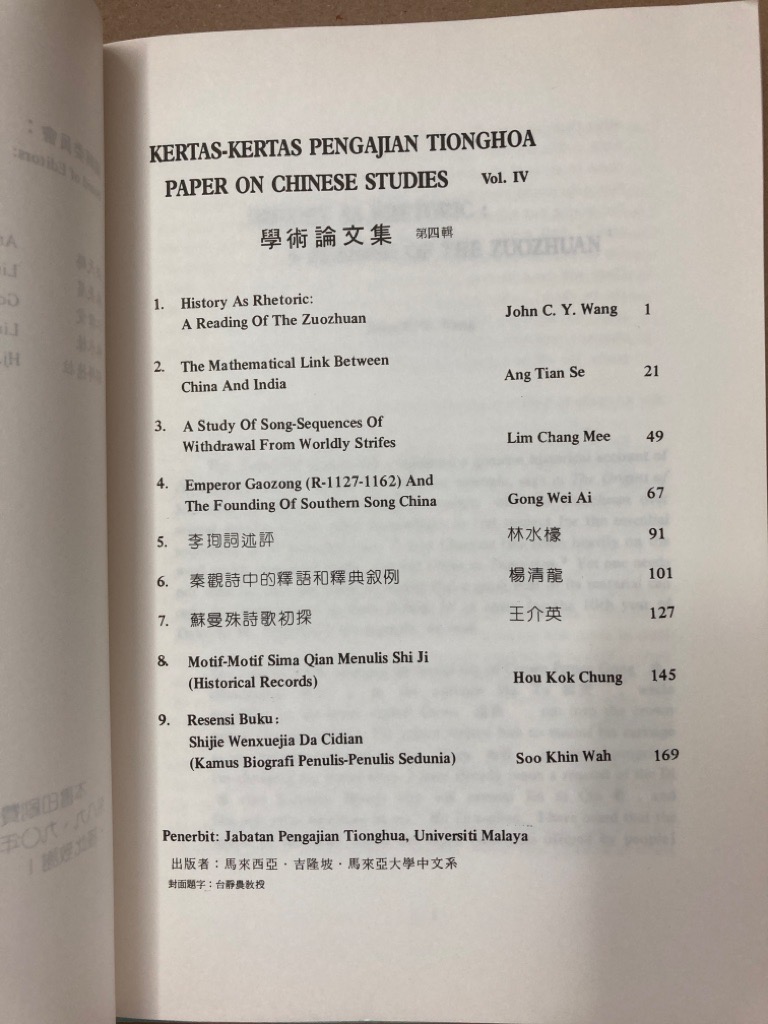 KERTAS-KERTAS PENGAJIAN TIONGHOA
PAPER ON CHINESE STUDIES Vol. IV
學術論文集 第四輯
1. History As Rhetoric:
A Reading Of The Zuozhuan John C. Y. Wang 1
2. The Mathematical Link Between
China And India Ang Tian Se 21
3. A Study Of Song-Sequences Of
Withdrawal From Worldly Strifes Lim Chang Mee 49
4. Emperor Gaozong (R-1127-1162) And
The Founding Of Southern Song China Gong Wei Ai 67
5. 李珣詞述評 林水檺 91
6. 秦觀詩中的釋語和釋典敘例 楊清龍 101
7. 蘇曼殊詩歌初探 王介英 127
8. Motif-Motif Sima Qian Menulis Shi Ji
(Historical Records) Hou Kok Chung 145
9. Resensi Buku:
Shijie Wenxuejia Da Cidian
(Kamus Biografi Penulis-Penulis Sedunia) Soo Khin Wah 169
Penerbit: Jabatan Pengajian Tionghua, Universiti Malaya
出版者：馬來西亞·吉隆坡·馬來亞大學中文系
封面題字：台靜農教授